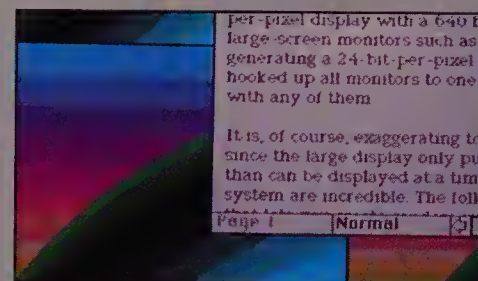 per-pixel display with a 640 b
large-screen monitors such as
generating a 24-bit-per-pixel
hooked up all monitors to one
with any of them
It is, of course, exaggerating to
since the large display only pu
than can be displayed at a tim
system are incredible. The foll
Page 1 Normal